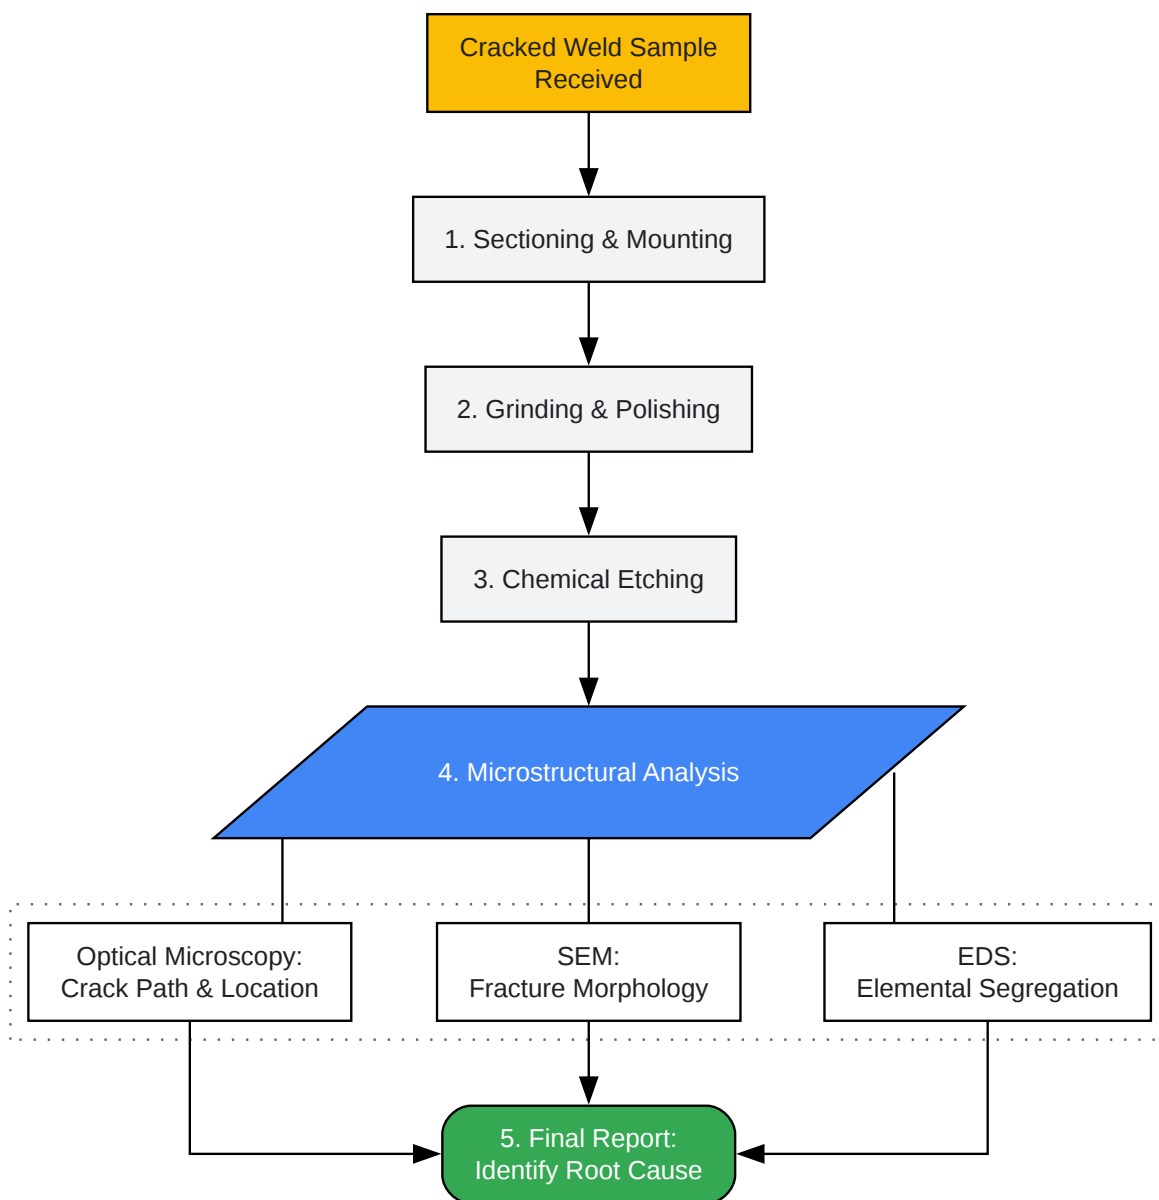 Cracked Weld Sample
Received
1. Sectioning & Mounting
2. Grinding & Polishing
3. Chemical Etching
4. Microstructural Analysis
Optical Microscopy:
Crack Path & Location
SEM:
Fracture Morphology
EDS:
Elemental Segregation
5. Final Report:
Identify Root Cause